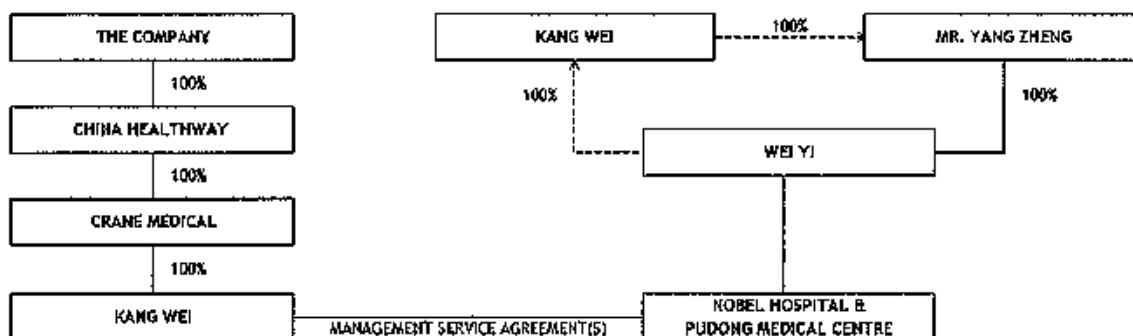 THE COMPANY
100%
CHINA HEALTHWAY
100%
CRANE MEDICAL
100%
KANG WEI
MANAGEMENT SERVICE AGREEMENT(S)
KANG WEI
100%
MR. YANG ZHENG
100%
100%
WEI YI
NOBEL HOSPITAL &
PUDONG MEDICAL CENTRE